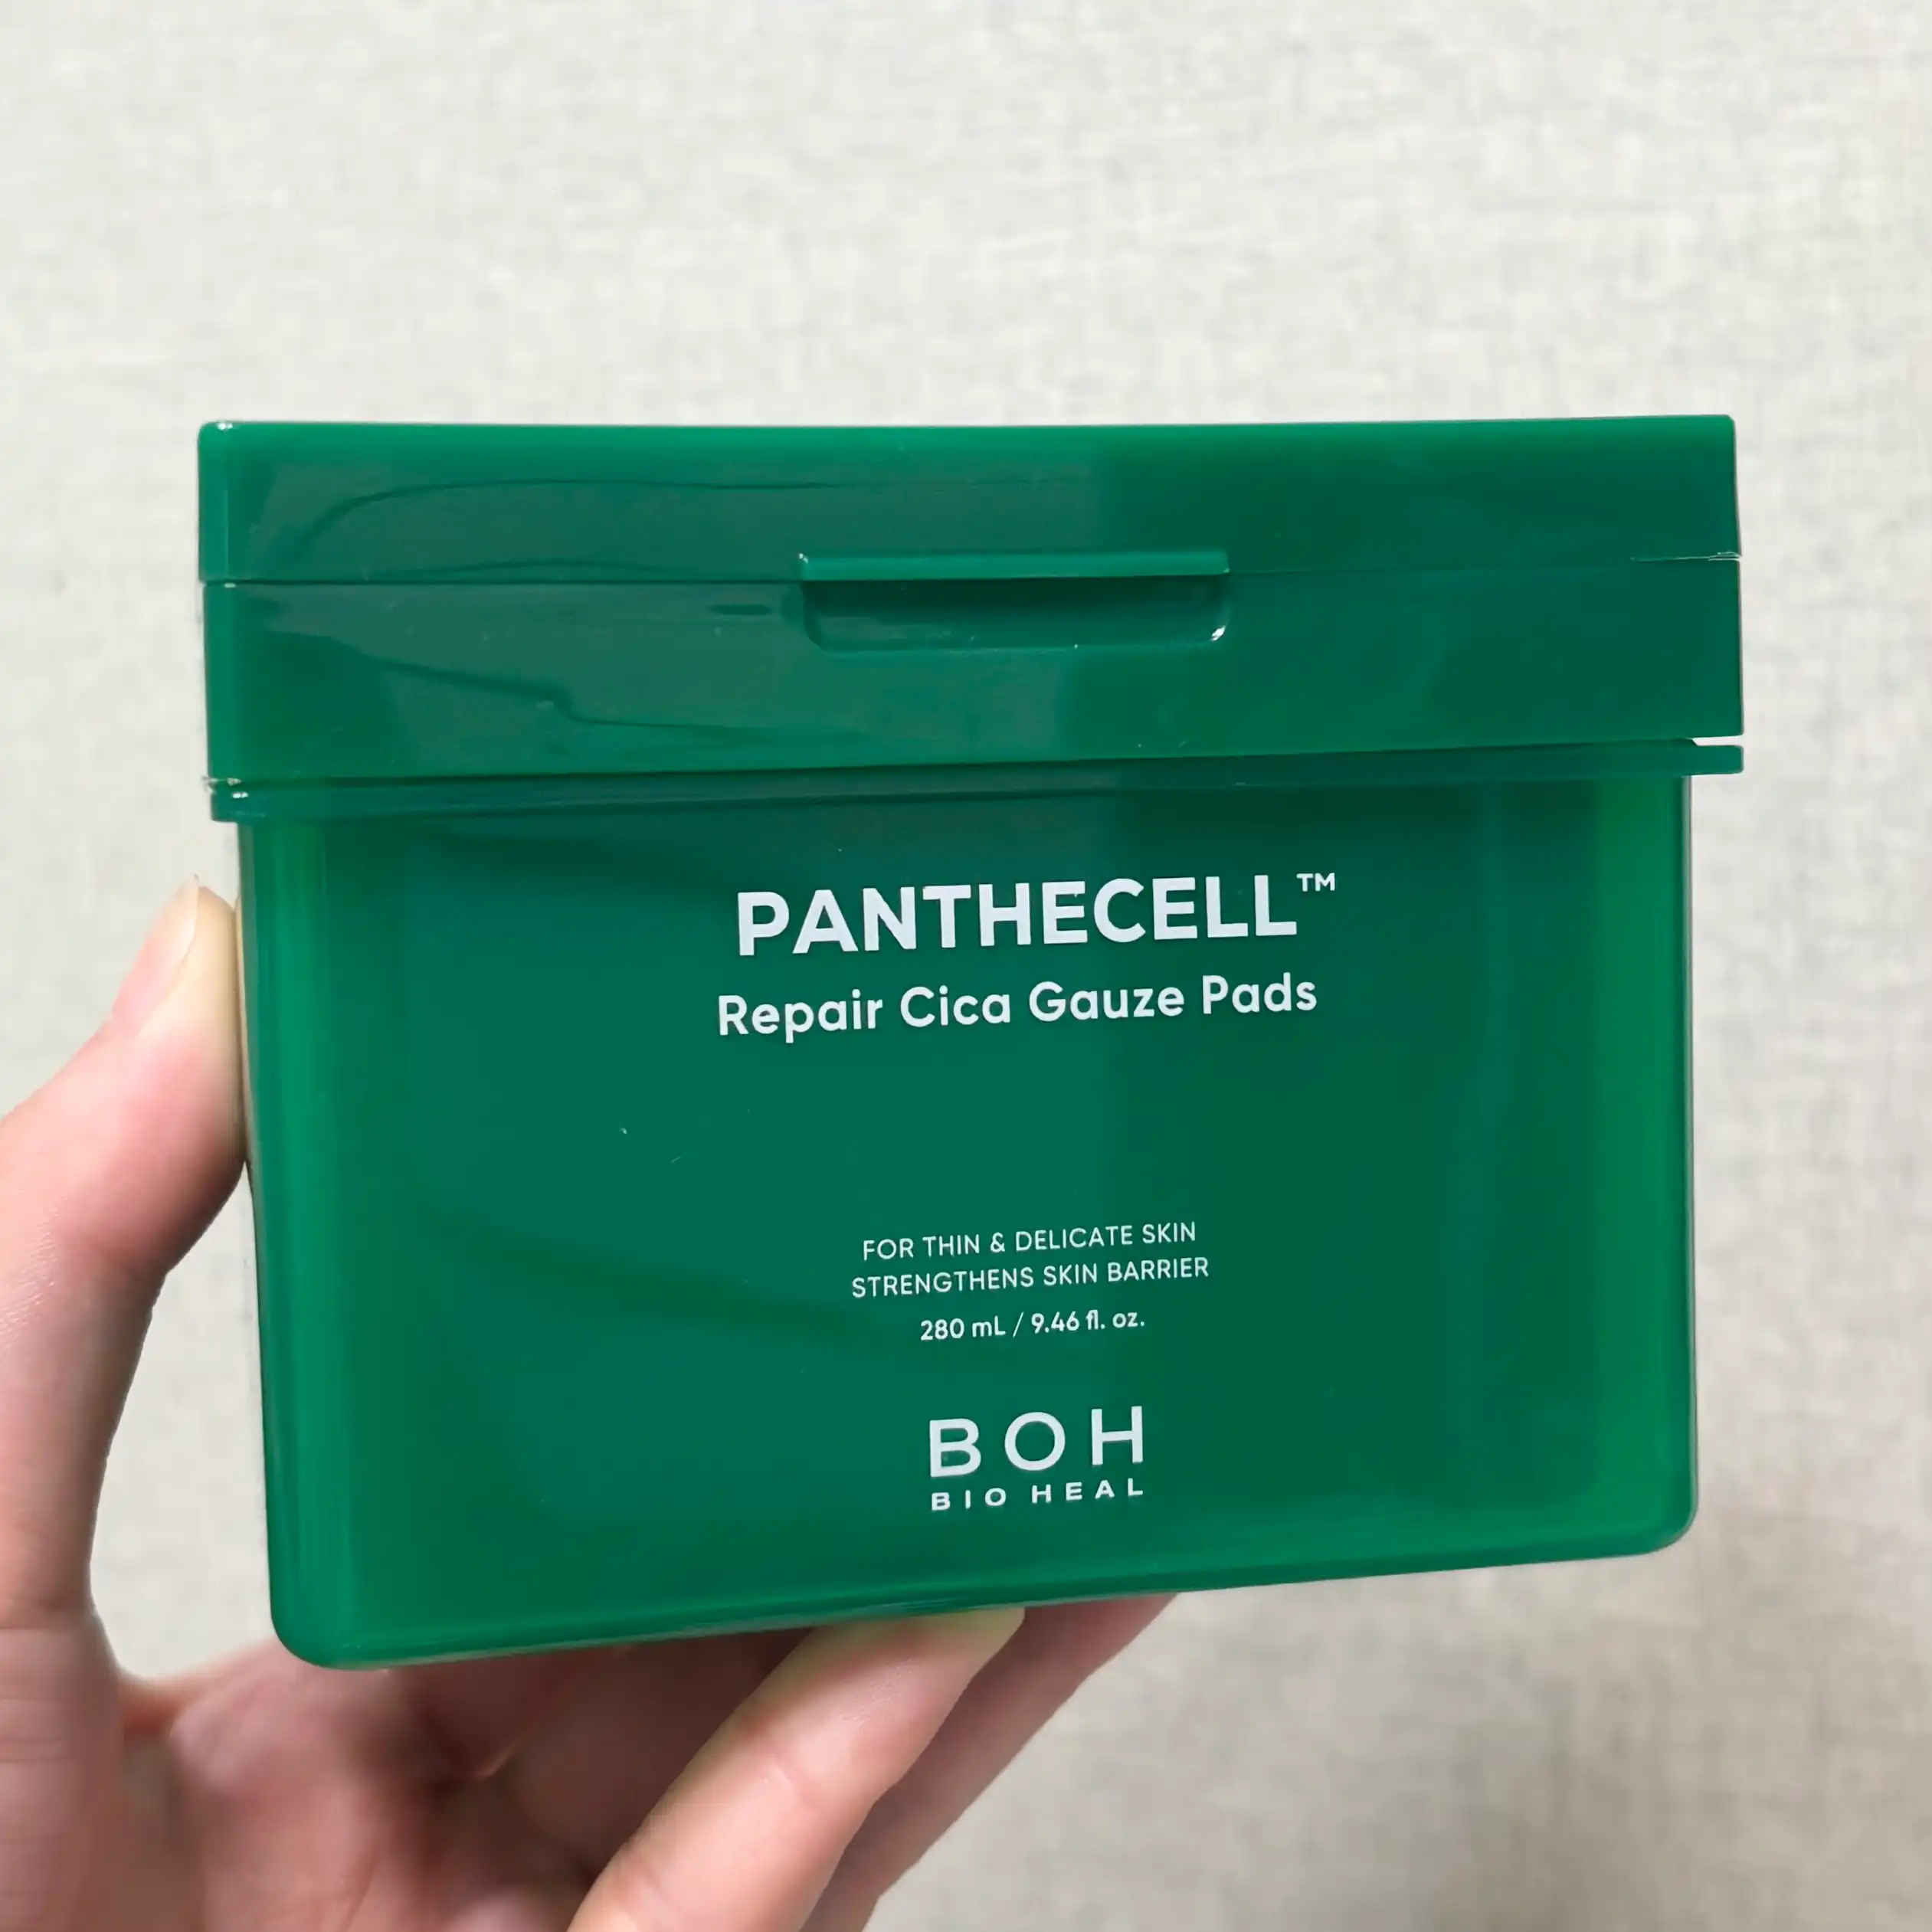 PANTHECELL™
Repair Cica Gauze Pads
FOR THIN & DELICATE SKIN
STRENGTHENS SKIN BARRIER
280 mL / 9.46 fl. oz.
BOH
BIO HEAL